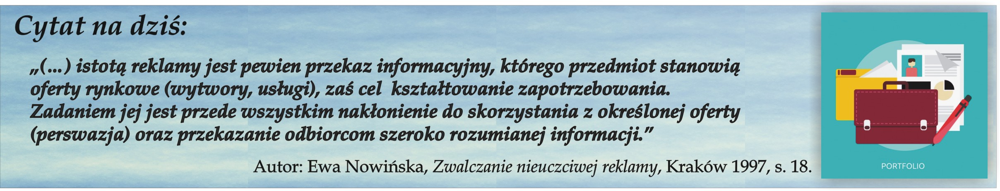 Cytat na dziś:
„(...) istotą reklamy jest pewien przekaz informacyjny, którego przedmiot stanowią
oferty rynkowe (wytwory, usługi), zaś cel  kształtowanie zapotrzebowania.
Zadaniem jej jest przede wszystkim nakłonienie do skorzystania z określonej oferty
(perswazja) oraz przekazanie odbiorcom szeroko rozumianej informacji.”
Autor: Ewa Nowińska, Zwalczanie nieuczciwej reklamy, Kraków 1997, s. 18.
PORTFOLIO